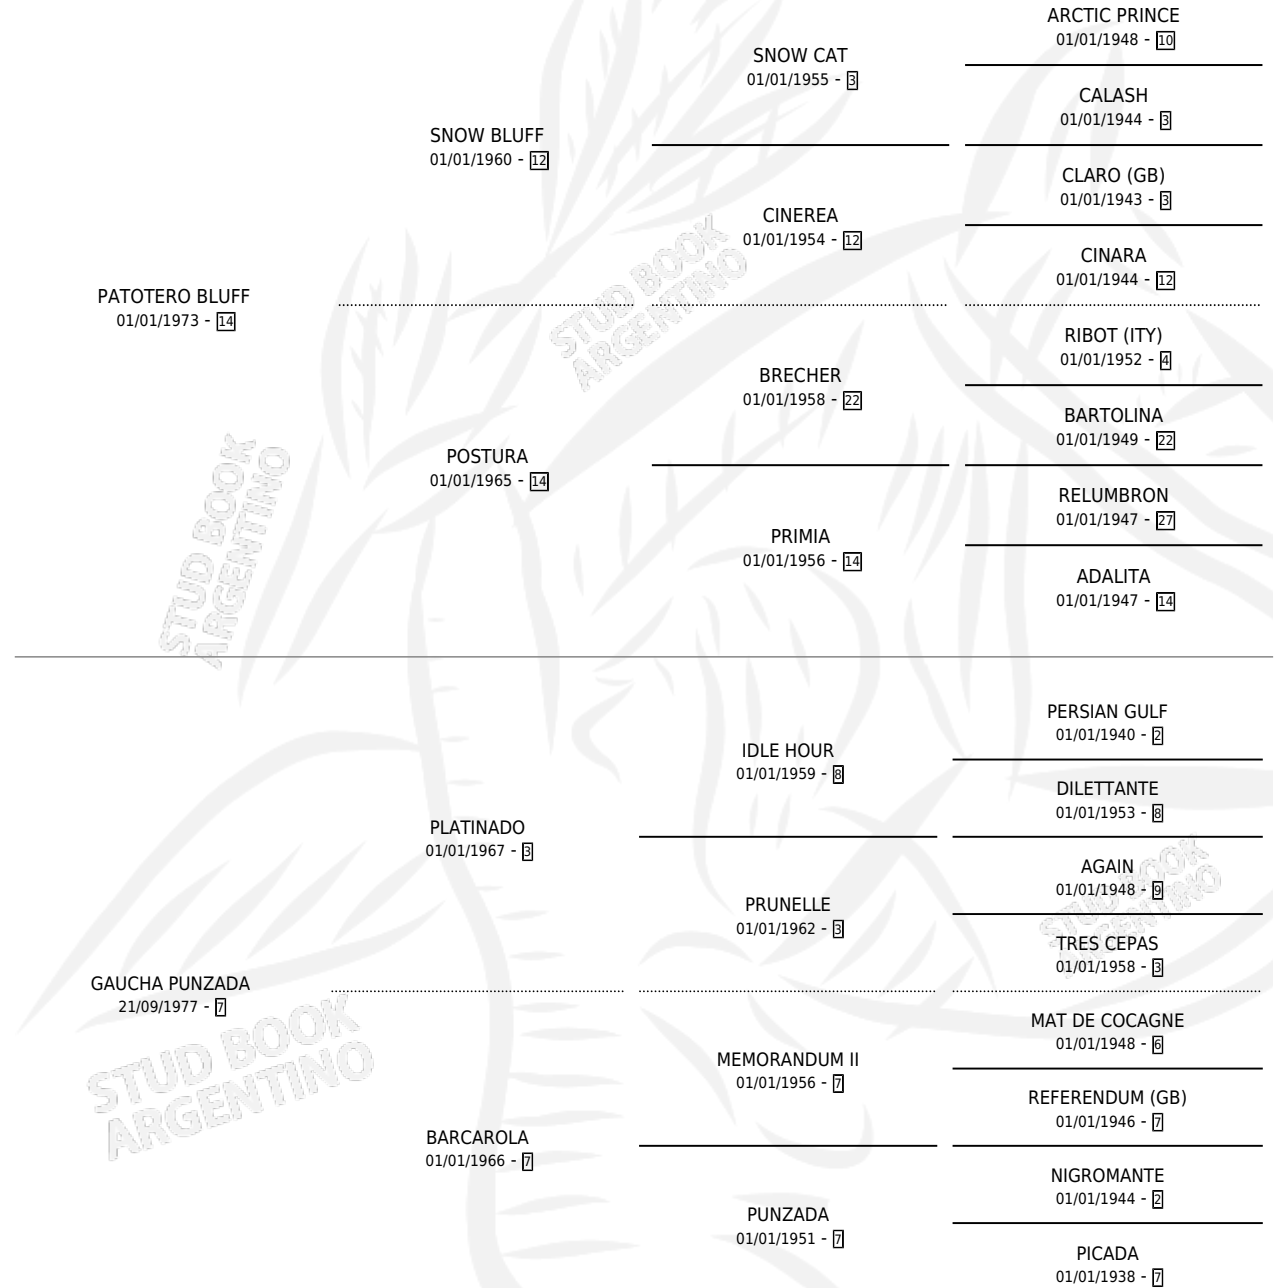 ARCTIC PRINCE
01/01/1948 - 10
SNOW CAT
01/01/1955 - 3
CALASH
01/01/1944 - 3
SNOW BLUFF
01/01/1960 - 12
CLARO (GB)
01/01/1943 - 3
CINEREA
01/01/1954 - 12
CINARA
01/01/1944 - 12
PATOTERO BLUFF
01/01/1973 - 14
RIBOT (ITY)
01/01/1952 - 4
BRECHER
01/01/1958 - 22
BARTOLINA
01/01/1949 - 22
POSTURA
01/01/1965 - 14
RELUMBRON
01/01/1947 - 27
PRIMIA
01/01/1956 - 14
ADALITA
01/01/1947 - 14
PERSIAN GULF
01/01/1940 - 2
IDLE HOUR
01/01/1959 - 8
DILETTANTE
01/01/1953 - 8
PLATINADO
01/01/1967 - 3
AGAIN
01/01/1948 - 9
PRUNELLE
01/01/1962 - 3
TRES CEPAS
01/01/1958 - 3
GAUCHA PUNZADA
21/09/1977 - 7
MAT DE COCAGNE
01/01/1948 - 6
MEMORANDUM II
01/01/1956 - 7
REFERENDUM (GB)
01/01/1946 - 7
BARCAROLA
01/01/1966 - 7
NIGROMANTE
01/01/1944 - 2
PUNZADA
01/01/1951 - 7
PICADA
01/01/1938 - 7
STUD BOOK
ARGENTINO
STUD BOOK
ARGENTINO
STUD BOOK
ARGENTINO
STUD BOOK
ARGENTINO